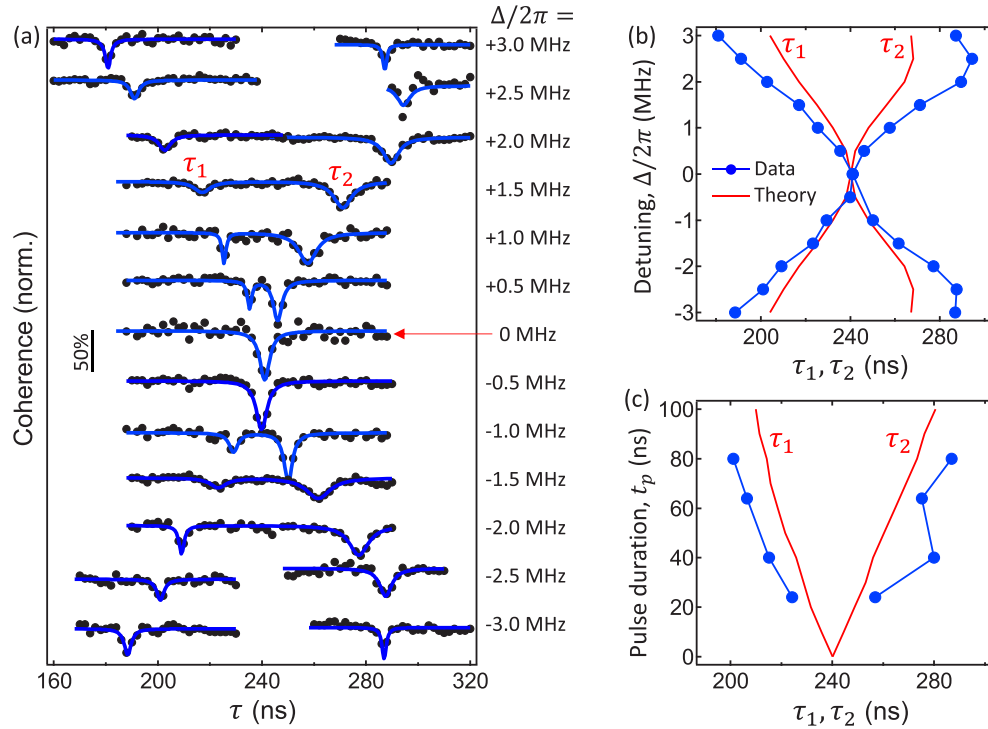 (a)
Δ/2π =
+3.0 MHz
+2.5 MHz
+2.0 MHz
τ₁
τ₂
+1.5 MHz
+1.0 MHz
+0.5 MHz
0 MHz
-0.5 MHz
-1.0 MHz
-1.5 MHz
-2.0 MHz
-2.5 MHz
-3.0 MHz
Coherence (norm.)
50%
160 200 240 280 320
τ (ns)
(b)
τ₁
τ₂
Detuning, Δ/2π (MHz)
3
2
1
0
-1
-2
-3
Data
Theory
200 240 280
τ₁, τ₂ (ns)
(c)
τ₁
τ₂
Pulse duration, tₚ (ns)
100
80
60
40
20
0
200 240 280
τ₁, τ₂ (ns)